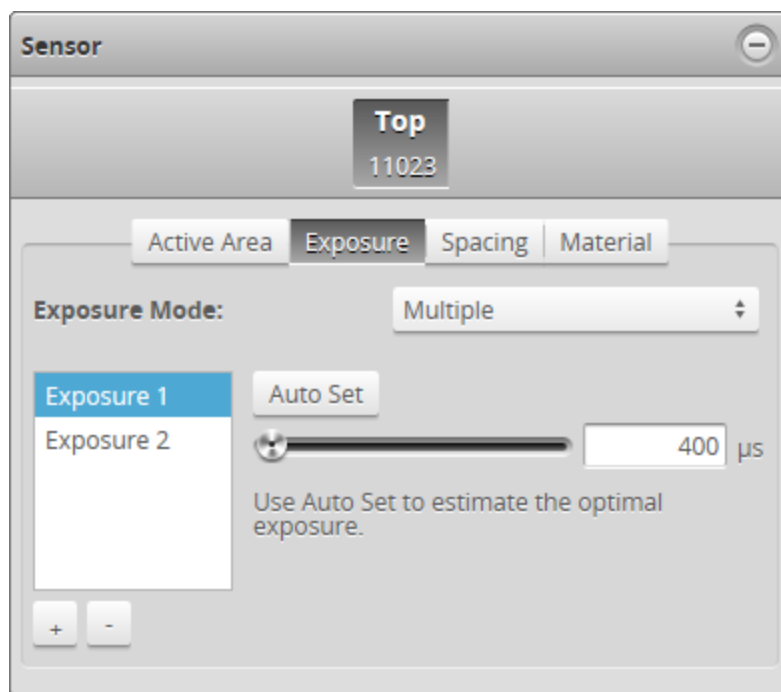 Sensor
Top
11023
Active Area Exposure Spacing Material
Exposure Mode: Multiple
Exposure 1 Auto Set
Exposure 2 400 µs
Use Auto Set to estimate the optimal
exposure.
+ -